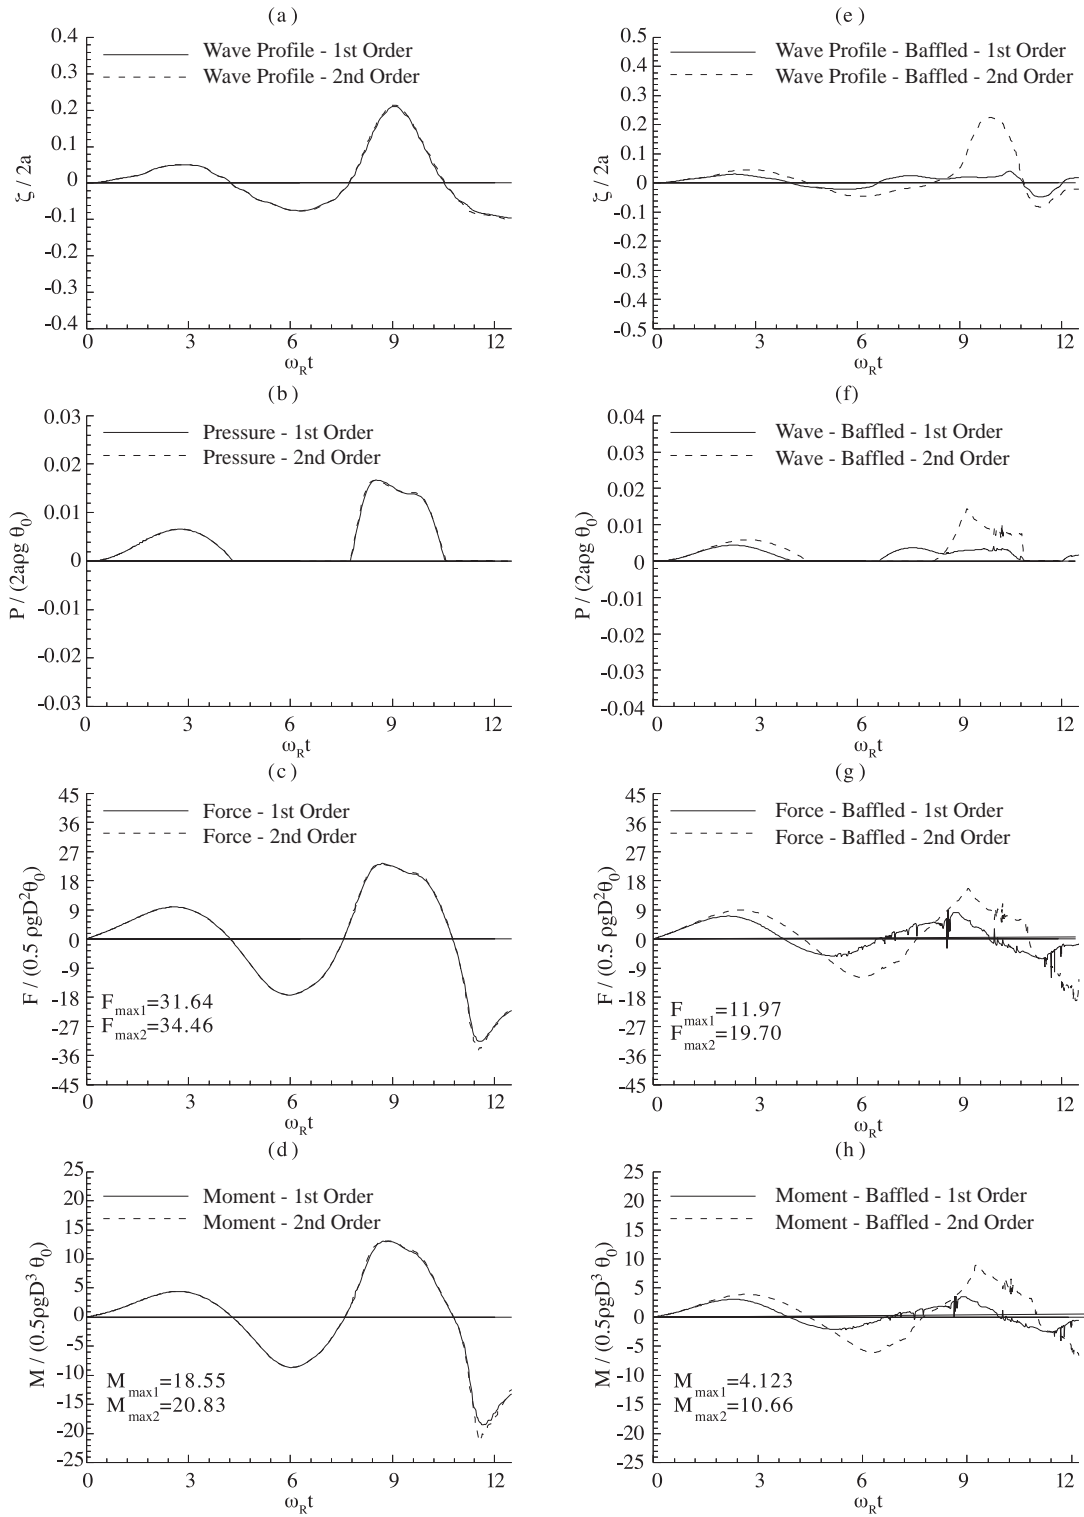 (a)
Wave Profile - 1st Order
Wave Profile - 2nd Order
0.4
0.3
0.2
0.1
0
-0.1
-0.2
-0.3
-0.4
ζ / 2a
0 3 6 9 12
ω_R t
(e)
Wave Profile - Baffled - 1st Order
Wave Profile - Baffled - 2nd Order
0.5
0.4
0.3
0.2
0.1
0
-0.1
-0.2
-0.3
-0.4
-0.5
ζ / 2a
0 3 6 9 12
ω_R t
(b)
Pressure - 1st Order
Pressure - 2nd Order
0.03
0.02
0.01
0
-0.01
-0.02
-0.03
P / (2aρg θ_0)
0 3 6 9 12
ω_R t
(f)
Wave - Baffled - 1st Order
Wave - Baffled - 2nd Order
0.04
0.03
0.02
0.01
0
-0.01
-0.02
-0.03
-0.04
P / (2aρg θ_0)
0 3 6 9 12
ω_R t
(c)
Force - 1st Order
Force - 2nd Order
45
36
27
18
9
0
-9
-18
-27
-36
-45
F / (0.5 ρgD²θ_0)
F_max1=31.64
F_max2=34.46
0 3 6 9 12
ω_R t
(g)
Force - Baffled - 1st Order
Force - Baffled - 2nd Order
45
36
27
18
9
0
-9
-18
-27
-36
-45
F / (0.5 ρgD²θ_0)
F_max1=11.97
F_max2=19.70
0 3 6 9 12
ω_R t
(d)
Moment - 1st Order
Moment - 2nd Order
25
20
15
10
5
0
-5
-10
-15
-20
-25
M / (0.5ρgD³ θ_0)
M_max1=18.55
M_max2=20.83
0 3 6 9 12
ω_R t
(h)
Moment - Baffled - 1st Order
Moment - Baffled - 2nd Order
25
20
15
10
5
0
-5
-10
-15
-20
-25
M / (0.5ρgD³ θ_0)
M_max1=4.123
M_max2=10.66
0 3 6 9 12
ω_R t